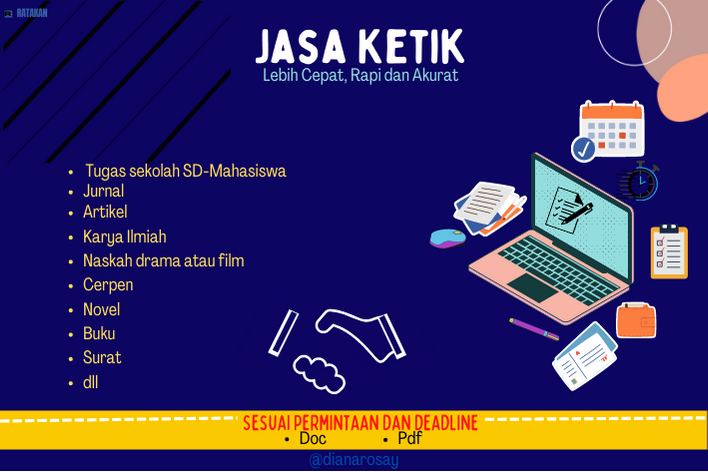 RATAKAN
JASA KETIK
Lebih Cepat, Rapi dan Akurat
• Tugas sekolah SD-Mahasiswa
• Jurnal
• Artikel
• Karya Ilmiah
• Naskah drama atau film
• Cerpen
• Novel
• Buku
• Surat
• dll
SESUAI PERMINTAAN DAN DEADLINE
• Doc • Pdf
@dianarosay